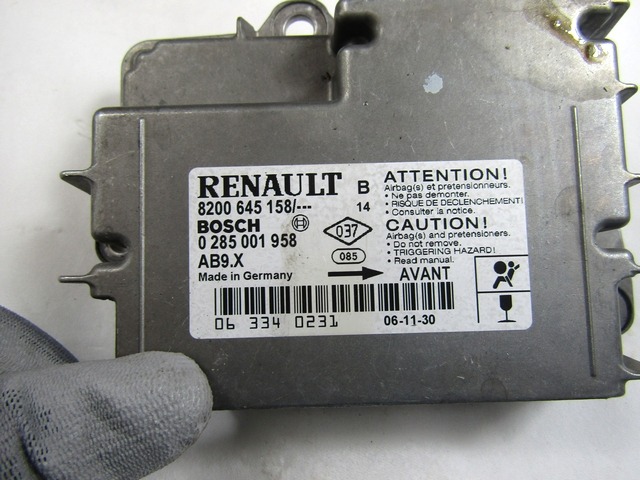 RENAULT B
8200 645 158/--- 14
BOSCH
0 285 001 958
AB9.X
Made in Germany
037
085
AVANT
ATTENTION!
Airbag(s) et pretensionneurs.
• Ne pas demonter.
• RISQUE DE DECLENCHEMENT!
• Consulter la notice.
CAUTION!
Airbag(s) and pretensioners.
• Do not remove.
• TRIGGERING HAZARD!
• Read manual.
06 334 0231
06-11-30